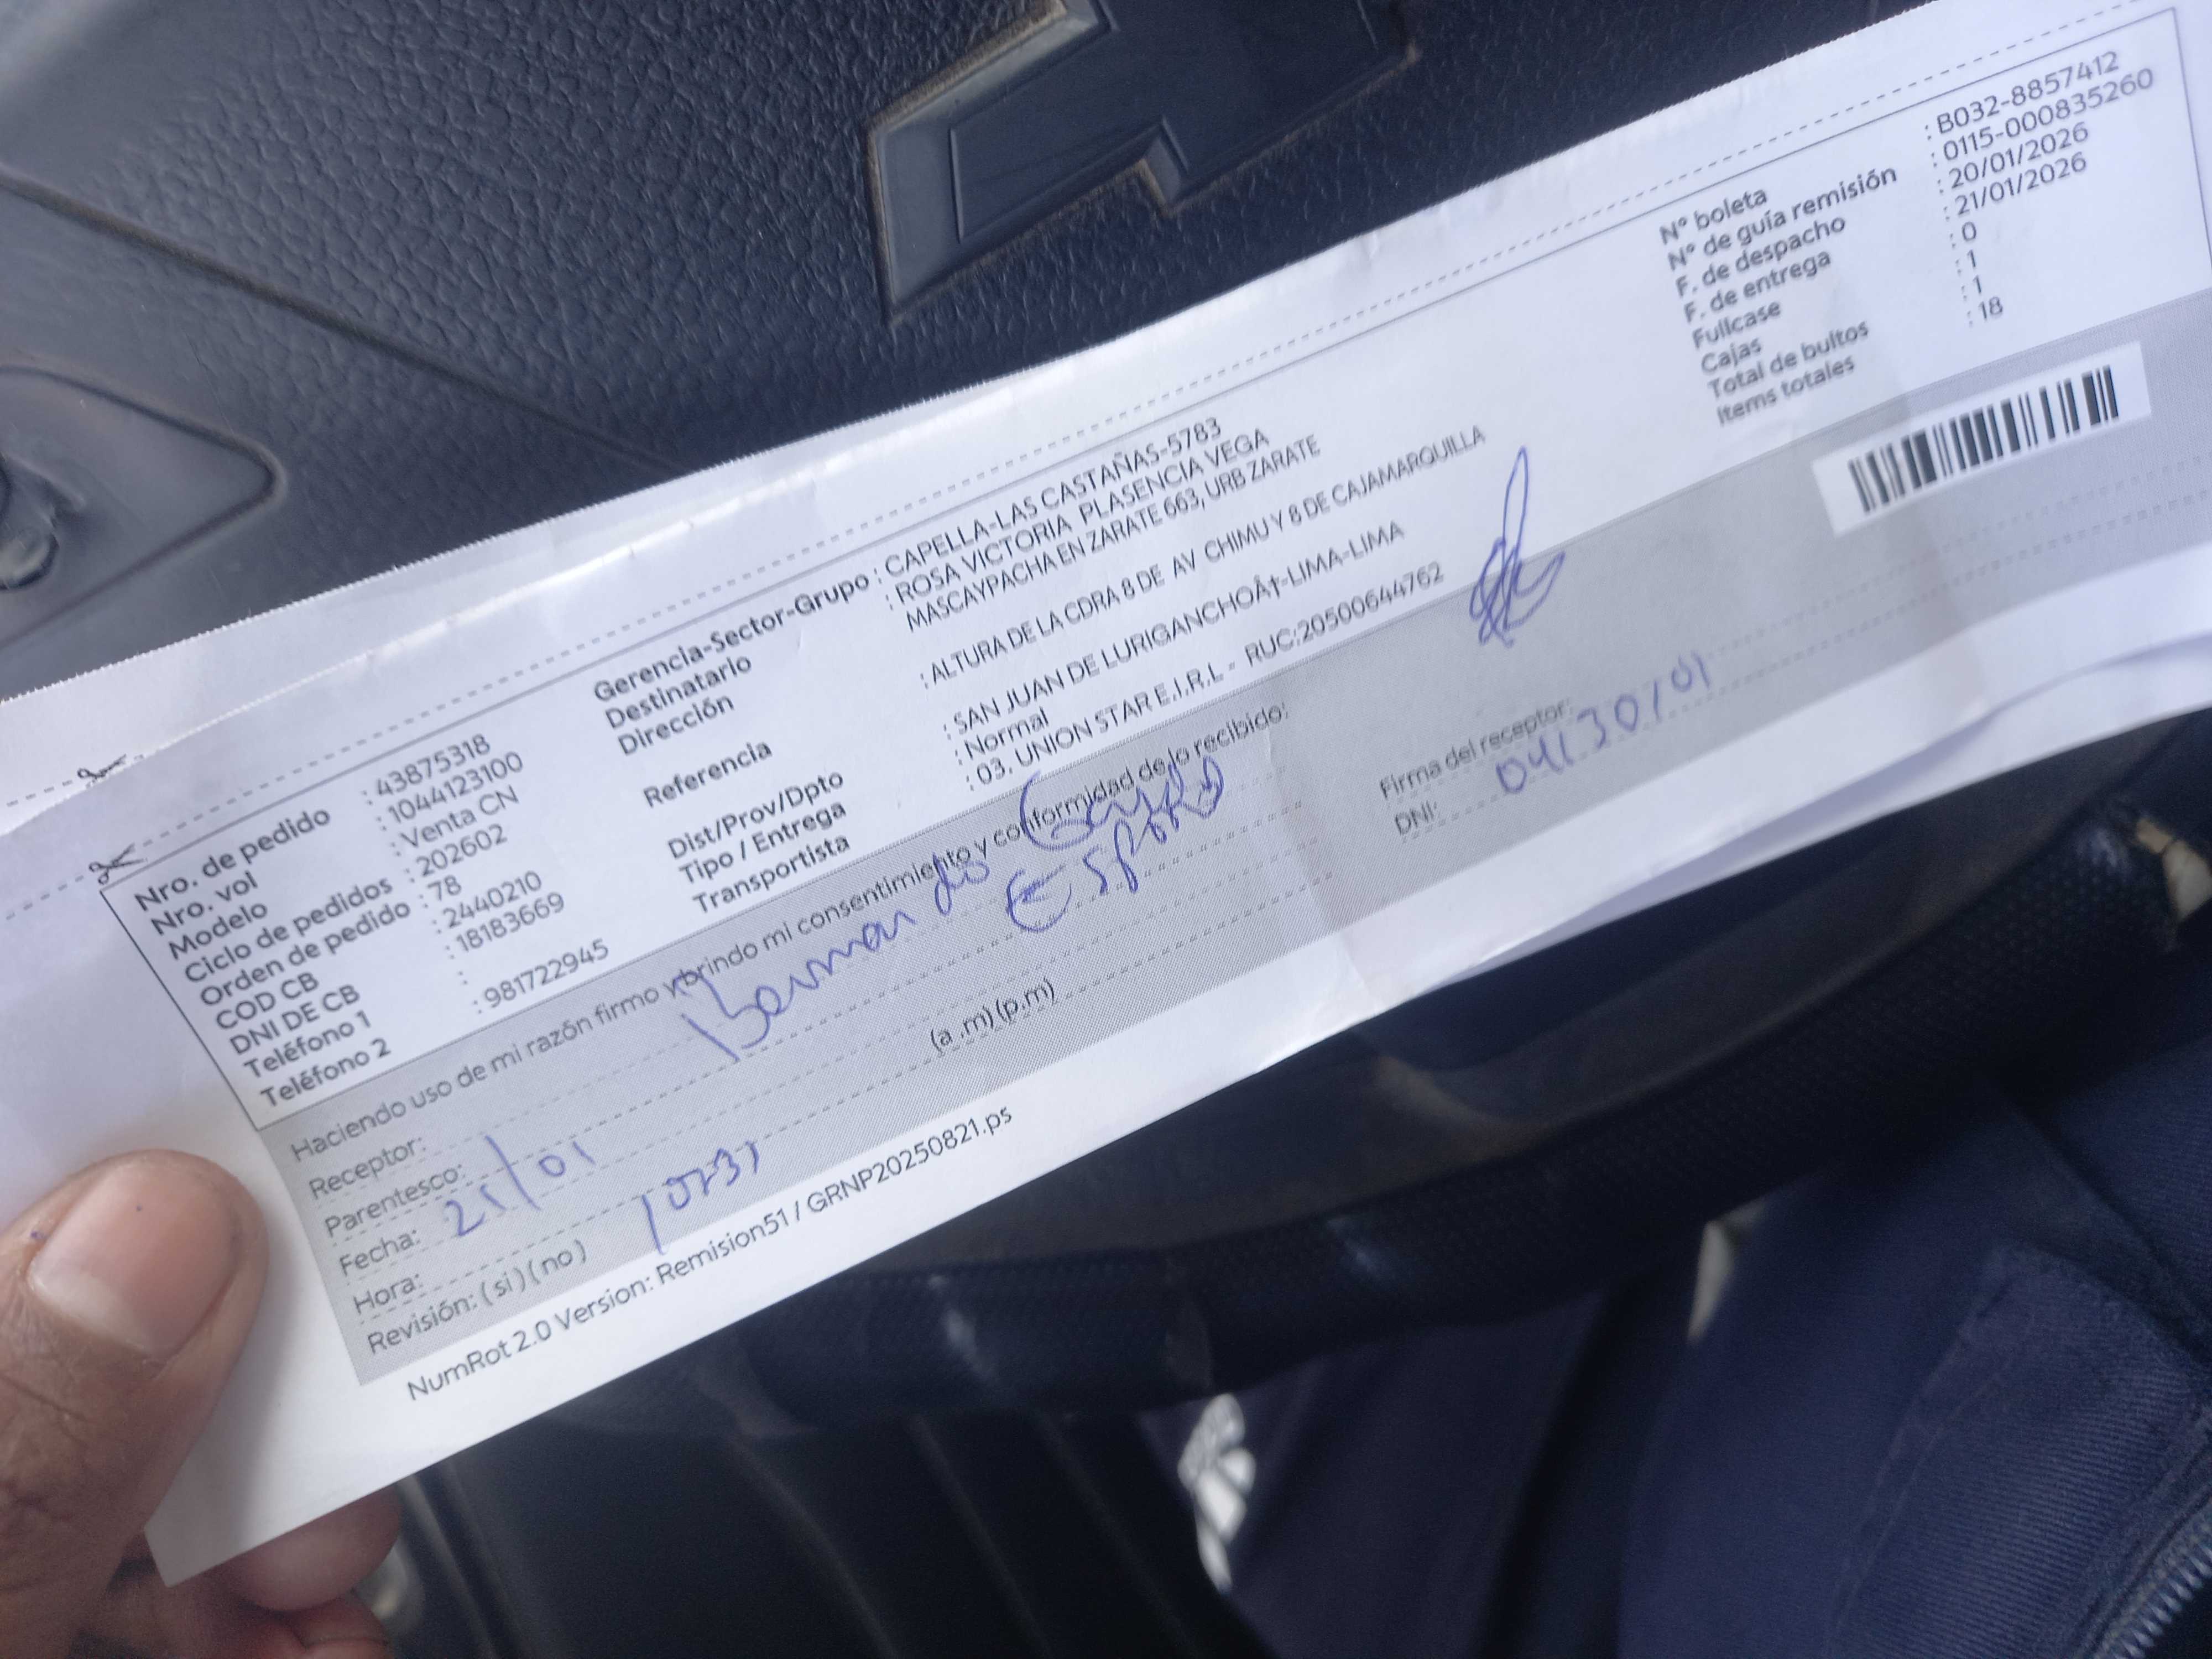 Nro. de pedido : 43875318
Nro. vol : 1044123100
Modelo : Venta CN
Ciclo de pedidos : 202602
Orden de pedido : 78
COD CB : 2440210
DNI DE CB : 18183669
Teléfono 1 :
Teléfono 2 : 981722945
Gerencia-Sector-Grupo : CAPELLA-LAS CASTAÑAS-5783
Destinatario : ROSA VICTORIA PLASENCIA VEGA
Dirección MASCAYPACHA EN ZARATE 663, URB ZARATE
Referencia : ALTURA DE LA CDRA 8 DE AV CHIMU Y 8 DE CAJAMARQUILLA
Dist/Prov/Dpto : SAN JUAN DE LURIGANCHOÂ†-LIMA-LIMA
Tipo / Entrega : Normal
Transportista : 03. UNION STAR E.I.R.L - RUC:20500644762
N° boleta : B032-8857412
N° de guía remisión : 0115-000835260
F. de despacho : 20/01/2026
F. de entrega : 21/01/2026
Fullcase : 0
Cajas : 1
Total de bultos : 1
Items totales : 18
Haciendo uso de mi razón firmo y brindo mi consentimiento y conformidad de lo recibido:
Receptor:
Parentesco:
Fecha: 21/01
Hora: (a.m) (p.m)
Revisión: (si) (no)
Firma del receptor:
DNI:
NumRot 2.0 Version: Remision51 / GRNP20250821.ps